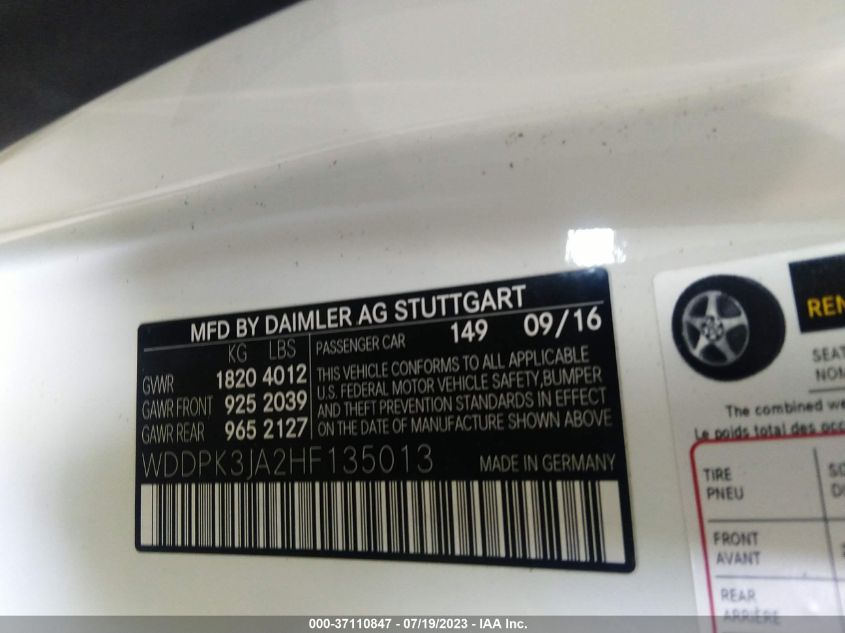 MFD BY DAIMLER AG STUTTGART
KG LBS PASSENGER CAR 149 09/16
GVWR 1820 4012
GAWR FRONT 925 2039
GAWR REAR 965 2127
THIS VEHICLE CONFORMS TO ALL APPLICABLE
U.S. FEDERAL MOTOR VEHICLE SAFETY,BUMPER
AND THEFT PREVENTION STANDARDS IN EFFECT
ON THE DATE OF MANUFACTURE SHOWN ABOVE
WDDPK3JA2HF135013 MADE IN GERMANY
The combined
Le poids total des
TIRE
PNEU
FRONT
AVANT
REAR
ARRIÈRE
000-37110847 - 07/19/2023 - IAA Inc.